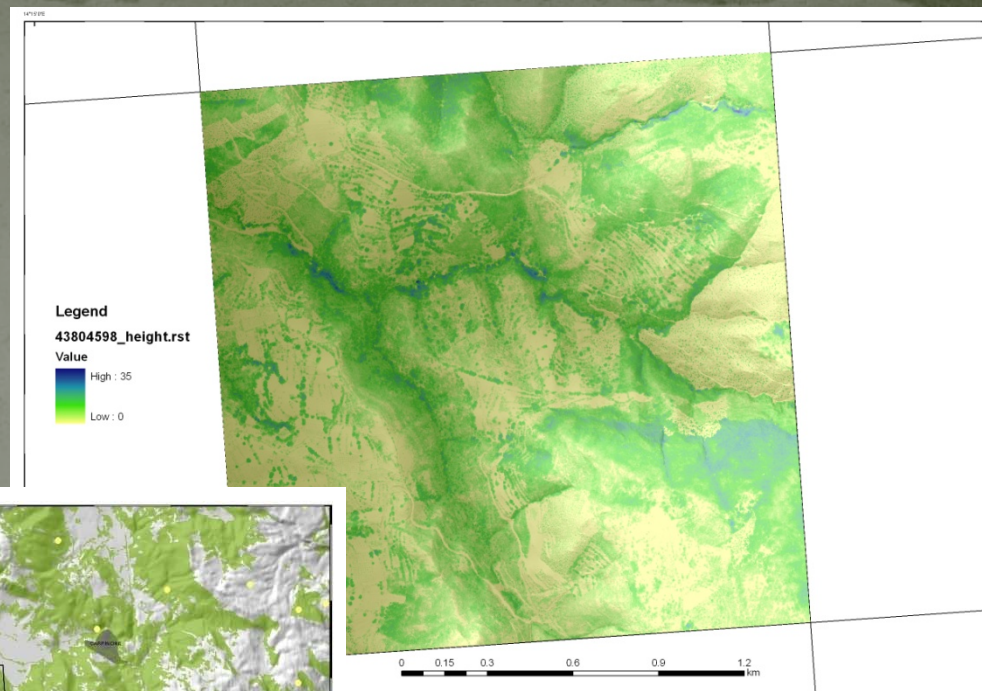 Legend
43804598_height.rst
Value
High : 35
Low : 0
0 0.15 0.3 0.6 0.9 1.2
km